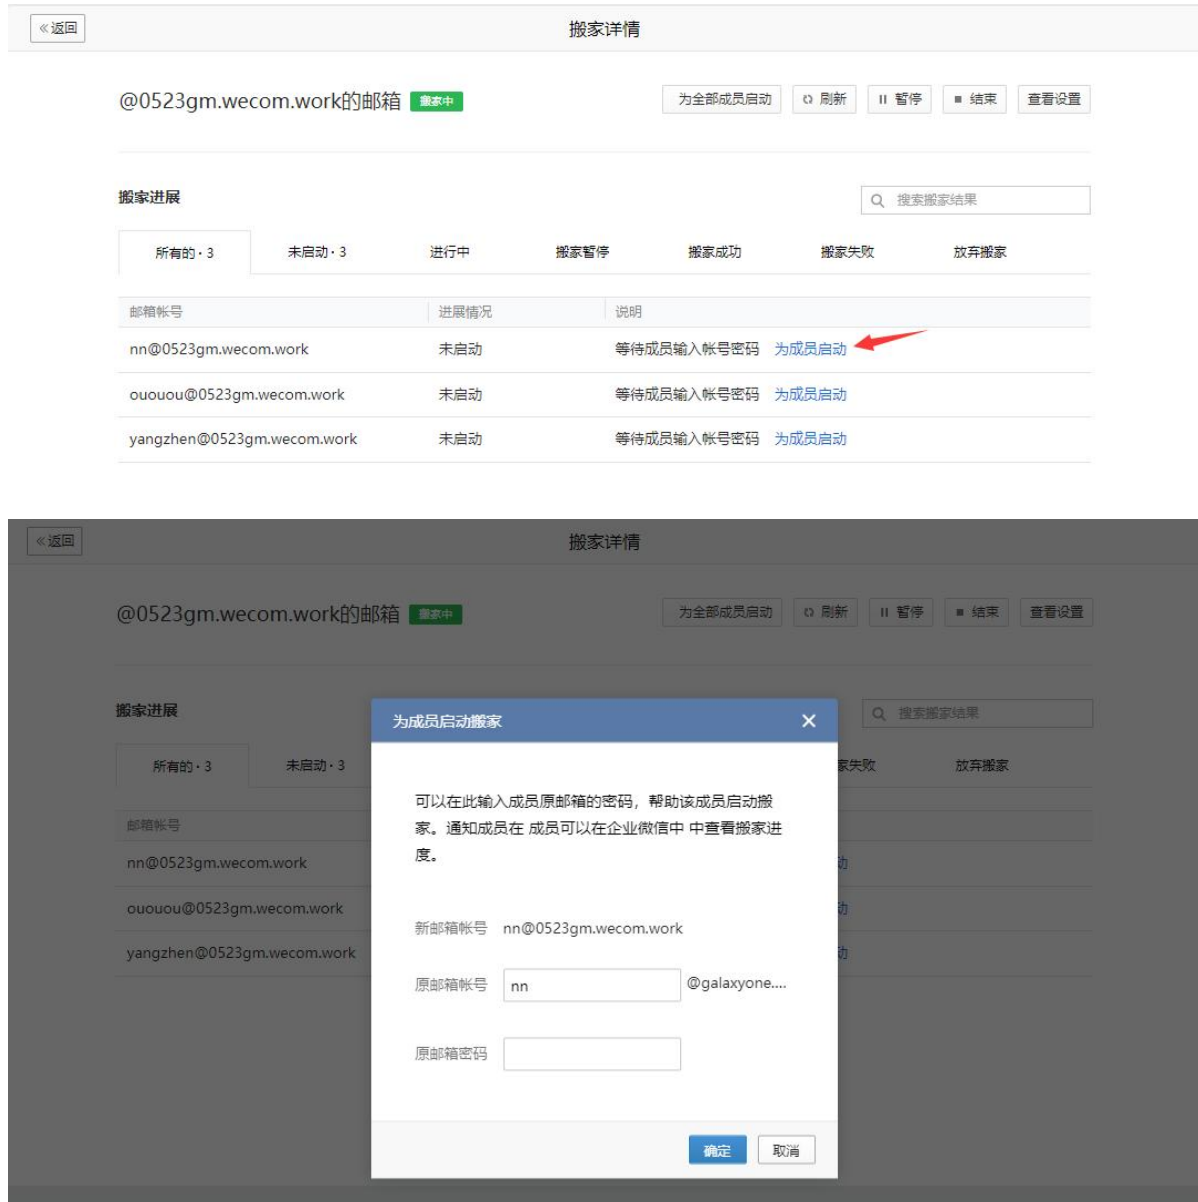 《返回
搬家详情
@0523gm.wecom.work的邮箱 搬家中
为全部成员启动 刷新 暂停 结束 查看设置
搬家进展
搜索搬家结果
所有的·3 未启动·3 进行中 搬家暂停 搬家成功 搬家失败 放弃搬家
邮箱帐号 进展情况 说明
nn@0523gm.wecom.work 未启动 等待成员输入帐号密码 为成员启动
ououou@0523gm.wecom.work 未启动 等待成员输入帐号密码 为成员启动
yangzhen@0523gm.wecom.work 未启动 等待成员输入帐号密码 为成员启动
《返回
搬家详情
@0523gm.wecom.work的邮箱 搬家中
为全部成员启动 刷新 暂停 结束 查看设置
搬家进展
搜索搬家结果
所有的·3 未启动·3 家失败 放弃搬家
邮箱帐号
nn@0523gm.wecom.work 动
ououou@0523gm.wecom.work 动
yangzhen@0523gm.wecom.work 动
为成员启动搬家
可以在此输入成员原邮箱的密码，帮助该成员启动搬
家。通知成员在 成员可以在企业微信中 中查看搬家进
度。
新邮箱帐号 nn@0523gm.wecom.work
原邮箱帐号 nn @galaxyone....
原邮箱密码
确定 取消